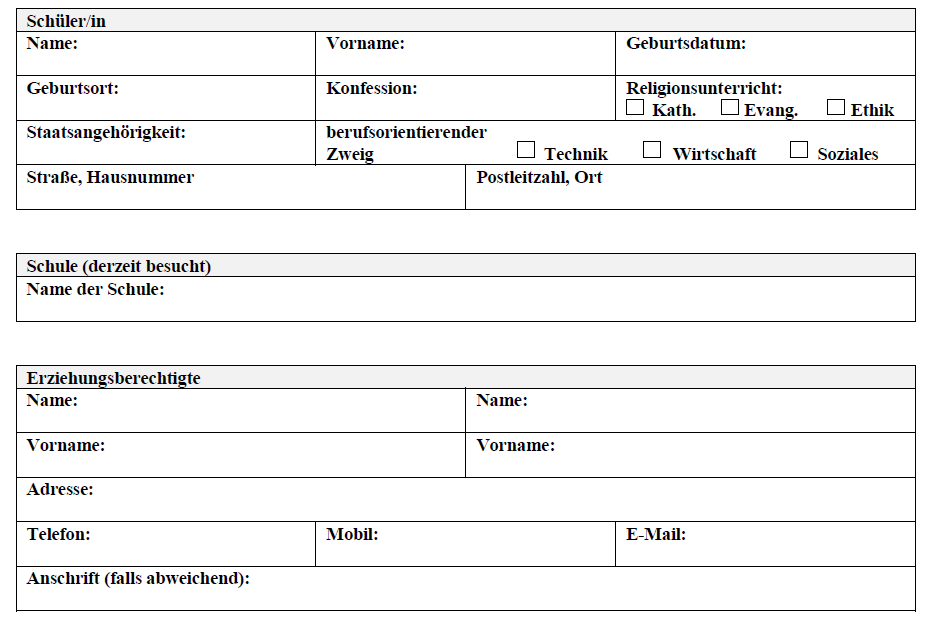 Schüler/in
Name: Vorname: Geburtsdatum:
Geburtsort: Konfession: Religionsunterricht:
Kath. Evang. Ethik
Staatsangehörigkeit: berufsorientierender
Zweig Technik Wirtschaft Soziales
Straße, Hausnummer Postleitzahl, Ort
Schule (derzeit besucht)
Name der Schule:
Erziehungsberechtigte
Name: Name:
Vorname: Vorname:
Adresse:
Telefon: Mobil: E-Mail:
Anschrift (falls abweichend):